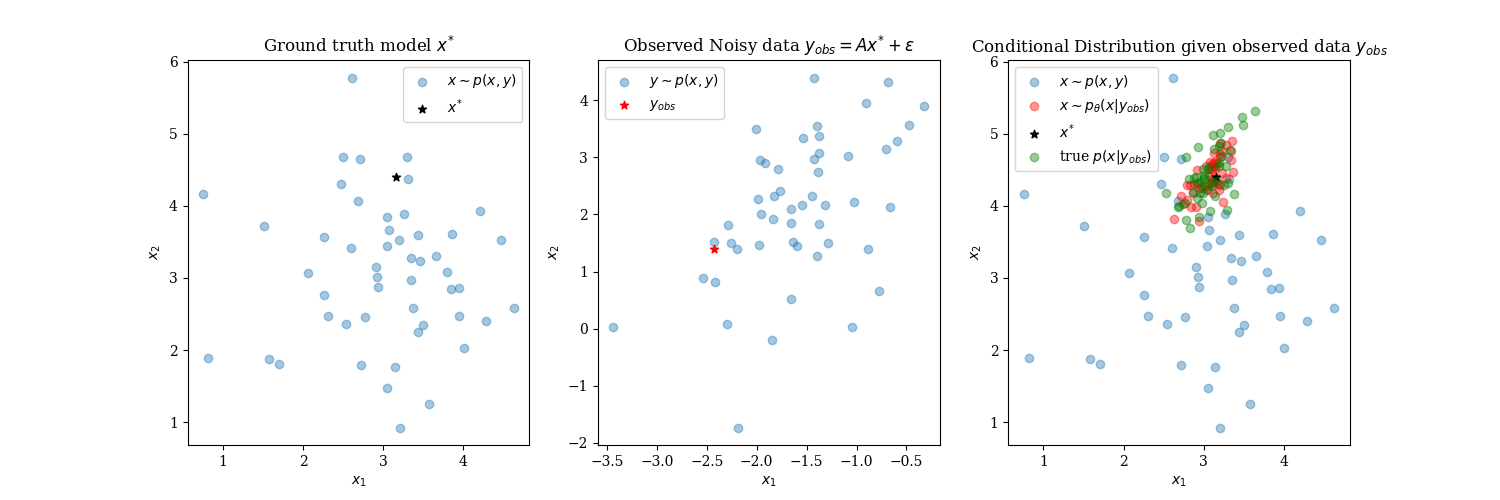 Ground truth model x*
x ~ p(x, y)
x*
6
5
4
3
2
1
x₂
1
2
3
4
x₁
Observed Noisy data y_obs = Ax* + ε
y ~ p(x, y)
y_obs
4
3
2
1
0
−1
−2
x₂
−3.5
−3.0
−2.5
−2.0
−1.5
−1.0
−0.5
x₁
Conditional Distribution given observed data y_obs
x ~ p(x, y)
x ~ p_θ(x|y_obs)
x*
true p(x|y_obs)
6
5
4
3
2
1
x₂
1
2
3
4
x₁